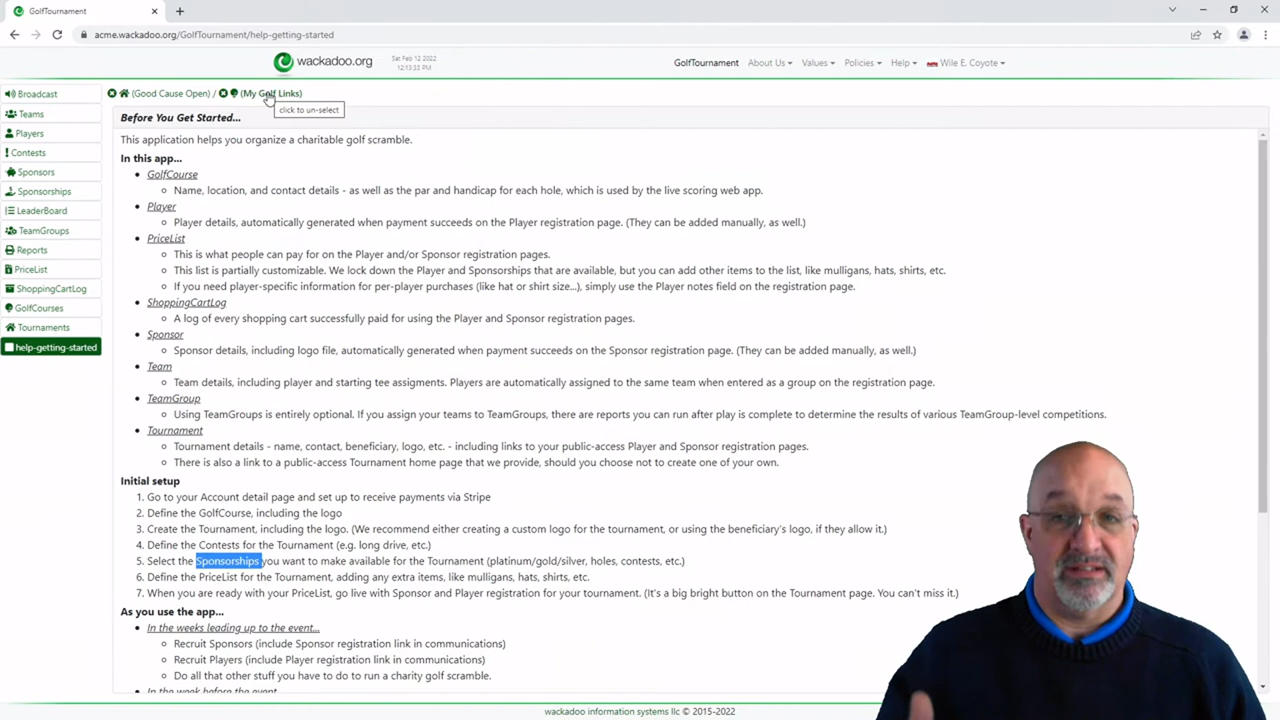 GolfTournament
acme.wackadoo.org/GolfTournament/help-getting-started
wackadoo.org
Sat Feb 12 2022
12:13:33 PM
GolfTournament About Us Values Policies Help Wile E. Coyote
Broadcast
Teams
Players
Contests
Sponsors
Sponsorships
LeaderBoard
TeamGroups
Reports
PriceList
ShoppingCartLog
GolfCourses
Tournaments
help-getting-started
(Good Cause Open) / (My Golf Links)
click to un-select
Before You Get Started...
This application helps you organize a charitable golf scramble.
In this app...
GolfCourse
Name, location, and contact details - as well as the par and handicap for each hole, which is used by the live scoring web app.
Player
Player details, automatically generated when payment succeeds on the Player registration page. (They can be added manually, as well.)
PriceList
This is what people can pay for on the Player and/or Sponsor registration pages.
This list is partially customizable. We lock down the Player and Sponsorships that are available, but you can add other items to the list, like mulligans, hats, shirts, etc.
If you need player-specific information for per-player purchases (like hat or shirt size...), simply use the Player notes field on the registration page.
ShoppingCartLog
A log of every shopping cart successfully paid for using the Player and Sponsor registration pages.
Sponsor
Sponsor details, including logo file, automatically generated when payment succeeds on the Sponsor registration page. (They can be added manually, as well.)
Team
Team details, including player and starting tee assigments. Players are automatically assigned to the same team when entered as a group on the registration page.
TeamGroup
Using TeamGroups is entirely optional. If you assign your teams to TeamGroups, there are reports you can run after play is complete to determine the results of various TeamGroup-level competitions.
Tournament
Tournament details - name, contact, beneficiary, logo, etc. - including links to your public-access Player and Sponsor registration pages.
There is also a link to a public-access Tournament home page that we provide, should you choose not to create one of your own.
Initial setup
1. Go to your Account detail page and set up to receive payments via Stripe
2. Define the GolfCourse, including the logo
3. Create the Tournament, including the logo. (We recommend either creating a custom logo for the tournament, or using the beneficiary's logo, if they allow it.)
4. Define the Contests for the Tournament (e.g. long drive, etc.)
5. Select the Sponsorships you want to make available for the Tournament (platinum/gold/silver, holes, contests, etc.)
6. Define the PriceList for the Tournament, adding any extra items, like mulligans, hats, shirts, etc.
7. When you are ready with your PriceList, go live with Sponsor and Player registration for your tournament. (It's a big bright button on the Tournament page. You can't miss it.)
As you use the app...
In the weeks leading up to the event...
Recruit Sponsors (include Sponsor registration link in communications)
Recruit Players (include Player registration link in communications)
Do all that other stuff you have to do to run a charity golf scramble.
In the week before the event
wackadoo information systems llc © 2015-2022